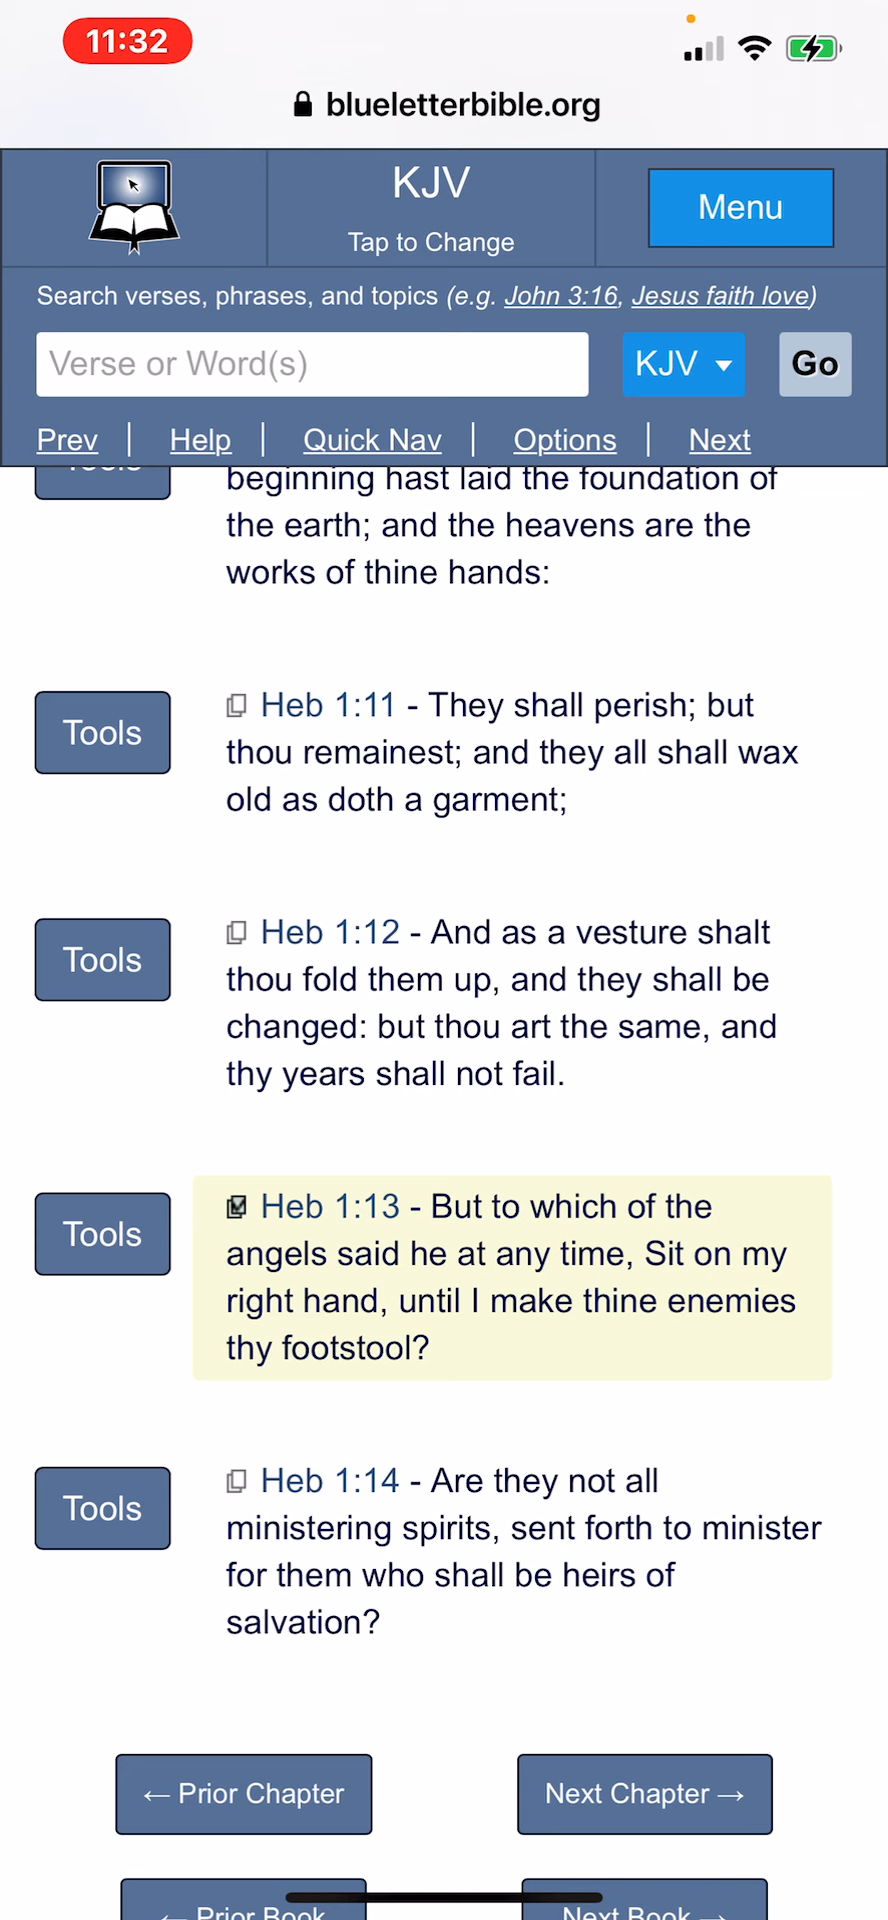 11:32
blueletterbible.org
KJV
Tap to Change
Menu
Search verses, phrases, and topics (e.g. John 3:16, Jesus faith love)
Verse or Word(s)
KJV
Go
Prev | Help | Quick Nav | Options | Next
Tools
beginning hast laid the foundation of
the earth; and the heavens are the
works of thine hands:
Tools
Heb 1:11 - They shall perish; but
thou remainest; and they all shall wax
old as doth a garment;
Tools
Heb 1:12 - And as a vesture shalt
thou fold them up, and they shall be
changed: but thou art the same, and
thy years shall not fail.
Tools
Heb 1:13 - But to which of the
angels said he at any time, Sit on my
right hand, until I make thine enemies
thy footstool?
Tools
Heb 1:14 - Are they not all
ministering spirits, sent forth to minister
for them who shall be heirs of
salvation?
← Prior Chapter
Next Chapter →
← Prior Book
Next Book →